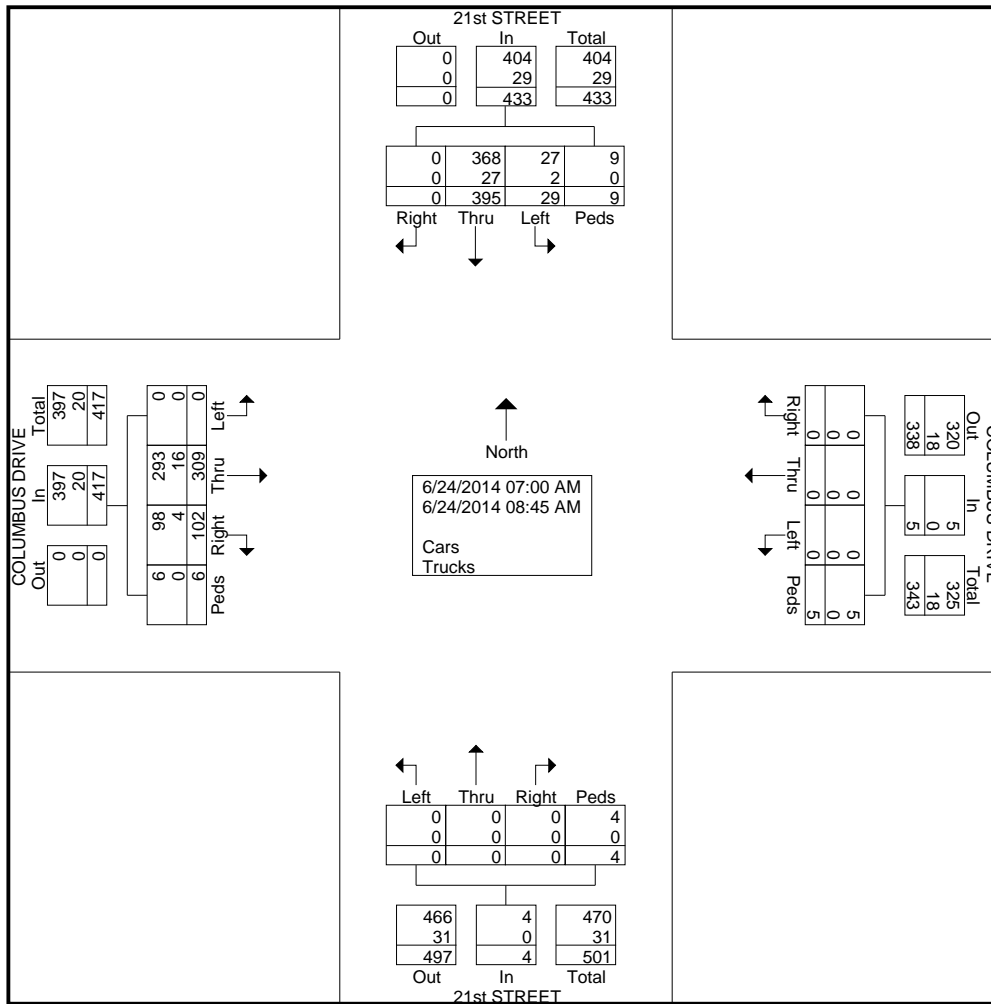 21st STREET
Out In Total
0 404 404
0 29 29
0 433 433
0 368 27 9
0 27 2 0
0 395 29 9
Right Thru Left Peds
COLUMBUS DRIVE
Out In Total
0 397 397
0 20 20
0 417 417
Left Thru Right Peds
0 293 98 6
0 16 4 0
0 309 102 6
North
6/24/2014 07:00 AM
6/24/2014 08:45 AM
Cars
Trucks
Right Thru Left Peds
0 0 0 5
0 0 0 0
0 0 0 5
Out In Total
320 5 325
18 0 18
338 5 343
COLUMBUS DRIVE
Left Thru Right Peds
0 0 0 4
0 0 0 0
0 0 0 4
466 4 470
31 0 31
497 4 501
Out In Total
21st STREET